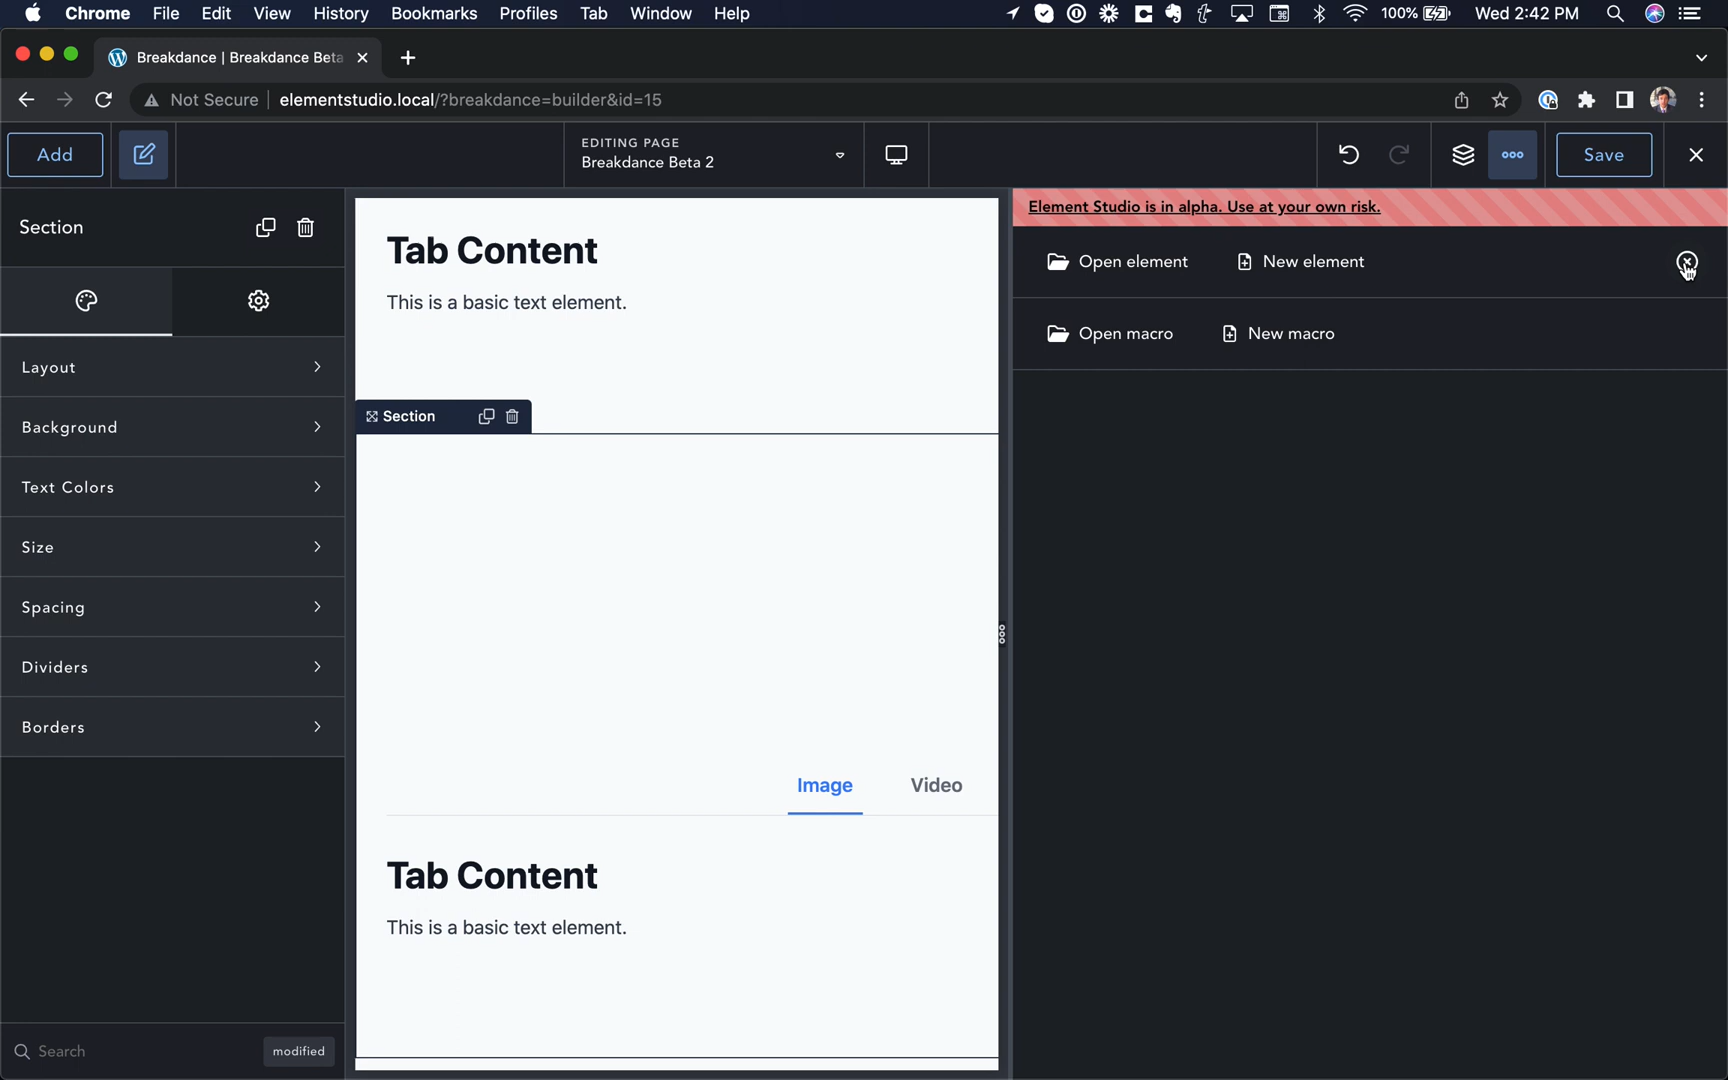 Chrome File Edit View History Bookmarks Profiles Tab Window Help 100% Wed 2:42 PM
Breakdance | Breakdance Beta
Not Secure elementstudio.local/?breakdance=builder&id=15
Add
EDITING PAGE
Breakdance Beta 2
Save
Section
Layout
Background
Text Colors
Size
Spacing
Dividers
Borders
Search modified
Tab Content
This is a basic text element.
Section
Image Video
Tab Content
This is a basic text element.
Element Studio is in alpha. Use at your own risk.
Open element New element
Open macro New macro